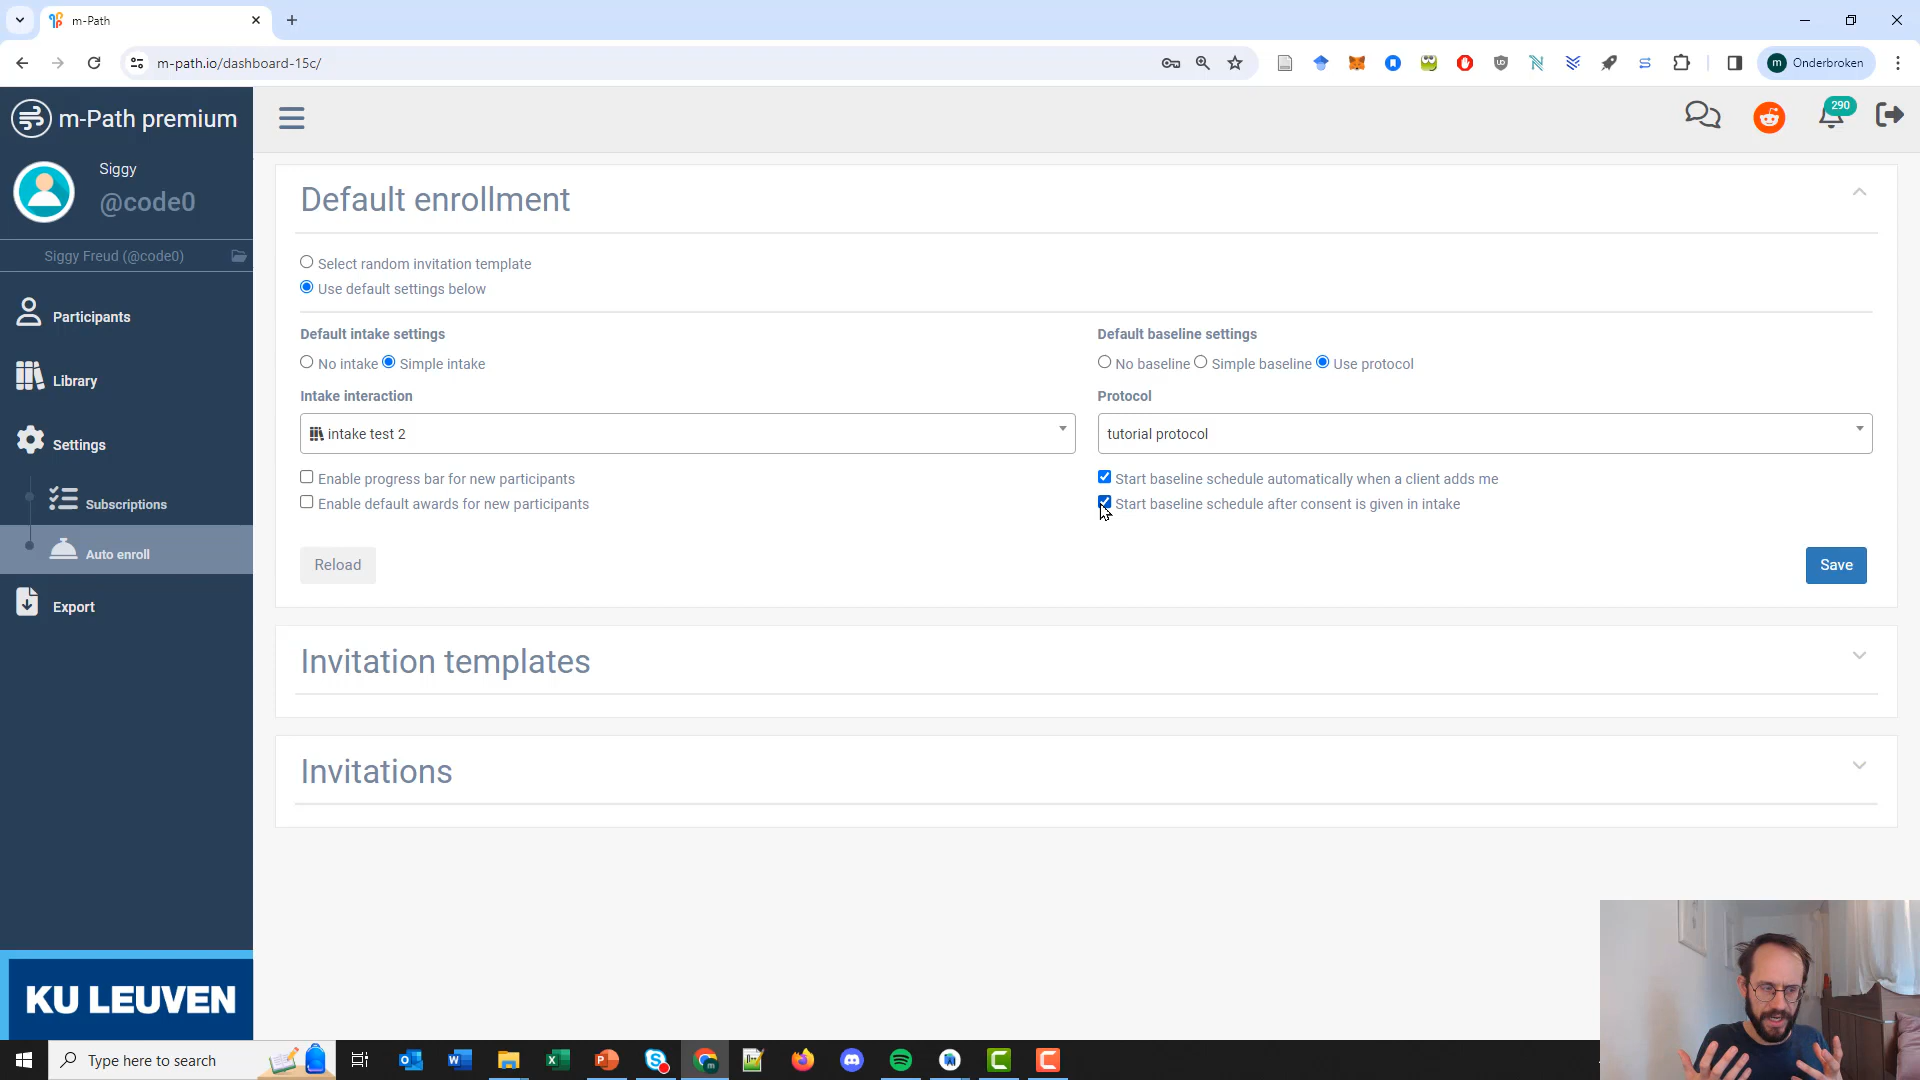 m-Path
m-path.io/dashboard-15c/
Onderbroken
m-Path premium
290
Siggy
@code0
Siggy Freud (@code0)
Participants
Library
Settings
Subscriptions
Auto enroll
Export
KU LEUVEN
Default enrollment
Select random invitation template
Use default settings below
Default intake settings
No intake Simple intake
Intake interaction
intake test 2
Enable progress bar for new participants
Enable default awards for new participants
Default baseline settings
No baseline Simple baseline Use protocol
Protocol
tutorial protocol
Start baseline schedule automatically when a client adds me
Start baseline schedule after consent is given in intake
Reload
Save
Invitation templates
Invitations
Type here to search